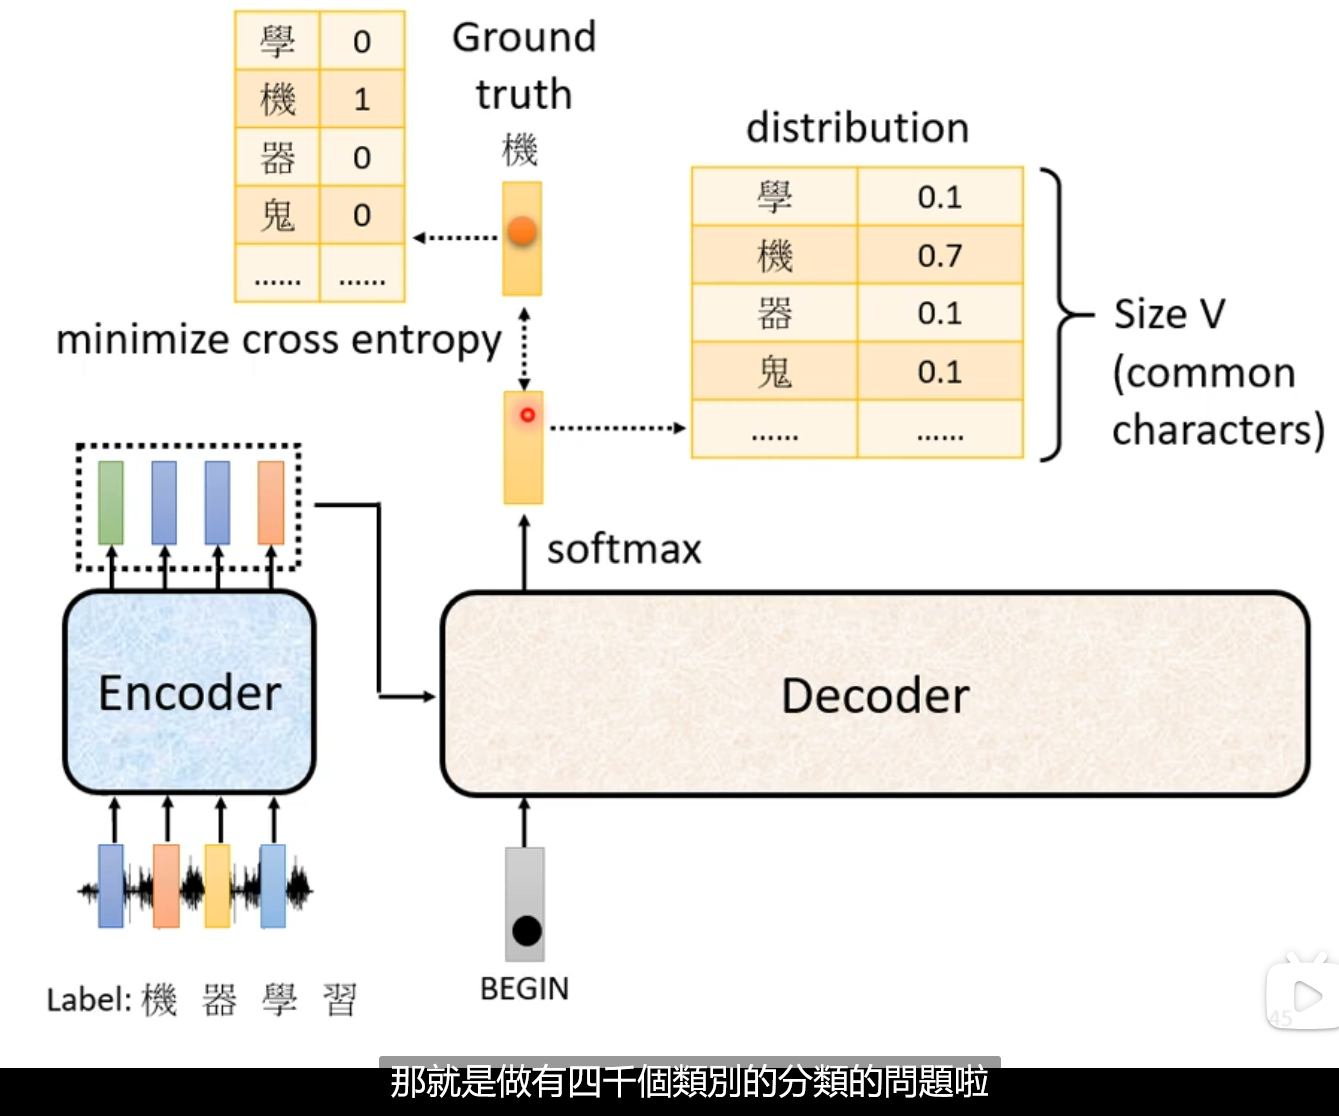 學 0
機 1
器 0
鬼 0
...... ......
Ground
truth
機
distribution
學 0.1
機 0.7
器 0.1
鬼 0.1
...... ......
Size V
(common
characters)
minimize cross entropy
softmax
Encoder
Decoder
BEGIN
Label: 機 器 學 習
45
那就是做有四千個類別的分類的問題啦